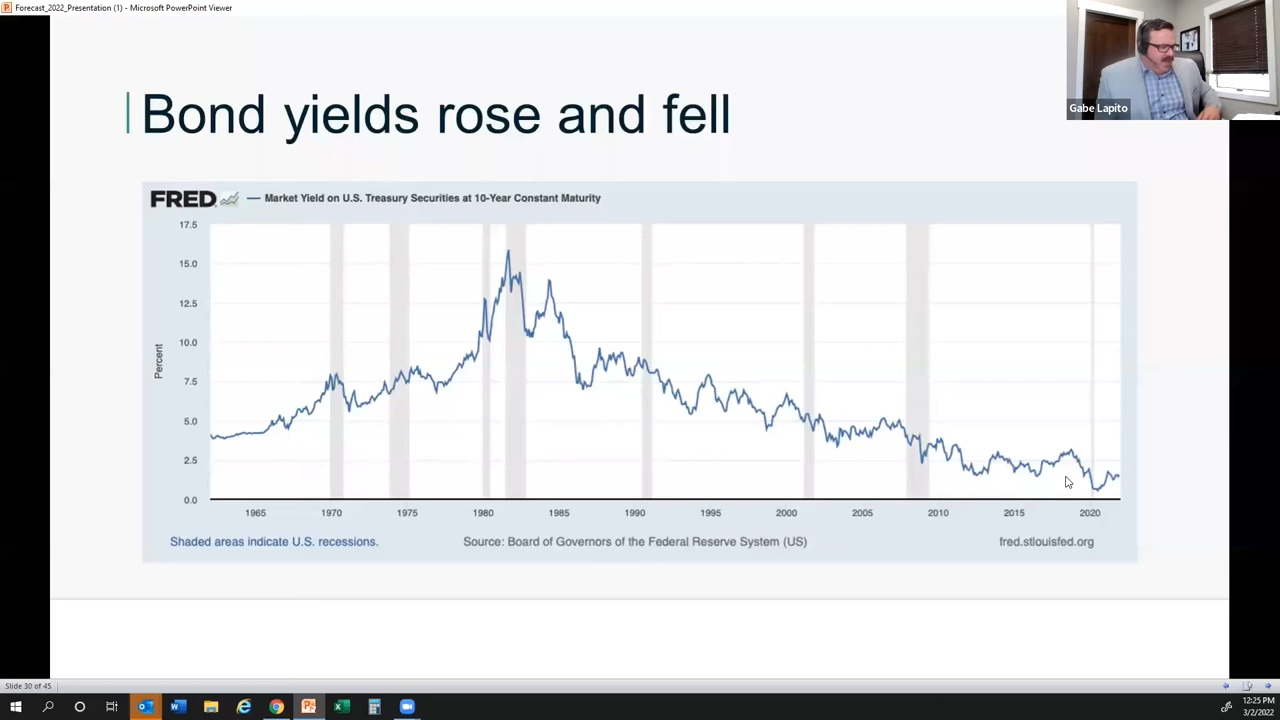 Forecast_2022_Presentation (1) - Microsoft PowerPoint Viewer
Gabe Lapito
Bond yields rose and fell
FRED
Market Yield on U.S. Treasury Securities at 10-Year Constant Maturity
17.5
15.0
12.5
10.0
7.5
5.0
2.5
0.0
Percent
1965 1970 1975 1980 1985 1990 1995 2000 2005 2010 2015 2020
Shaded areas indicate U.S. recessions. Source: Board of Governors of the Federal Reserve System (US) fred.stlouisfed.org
Slide 30 of 45
12:25 PM
3/2/2022